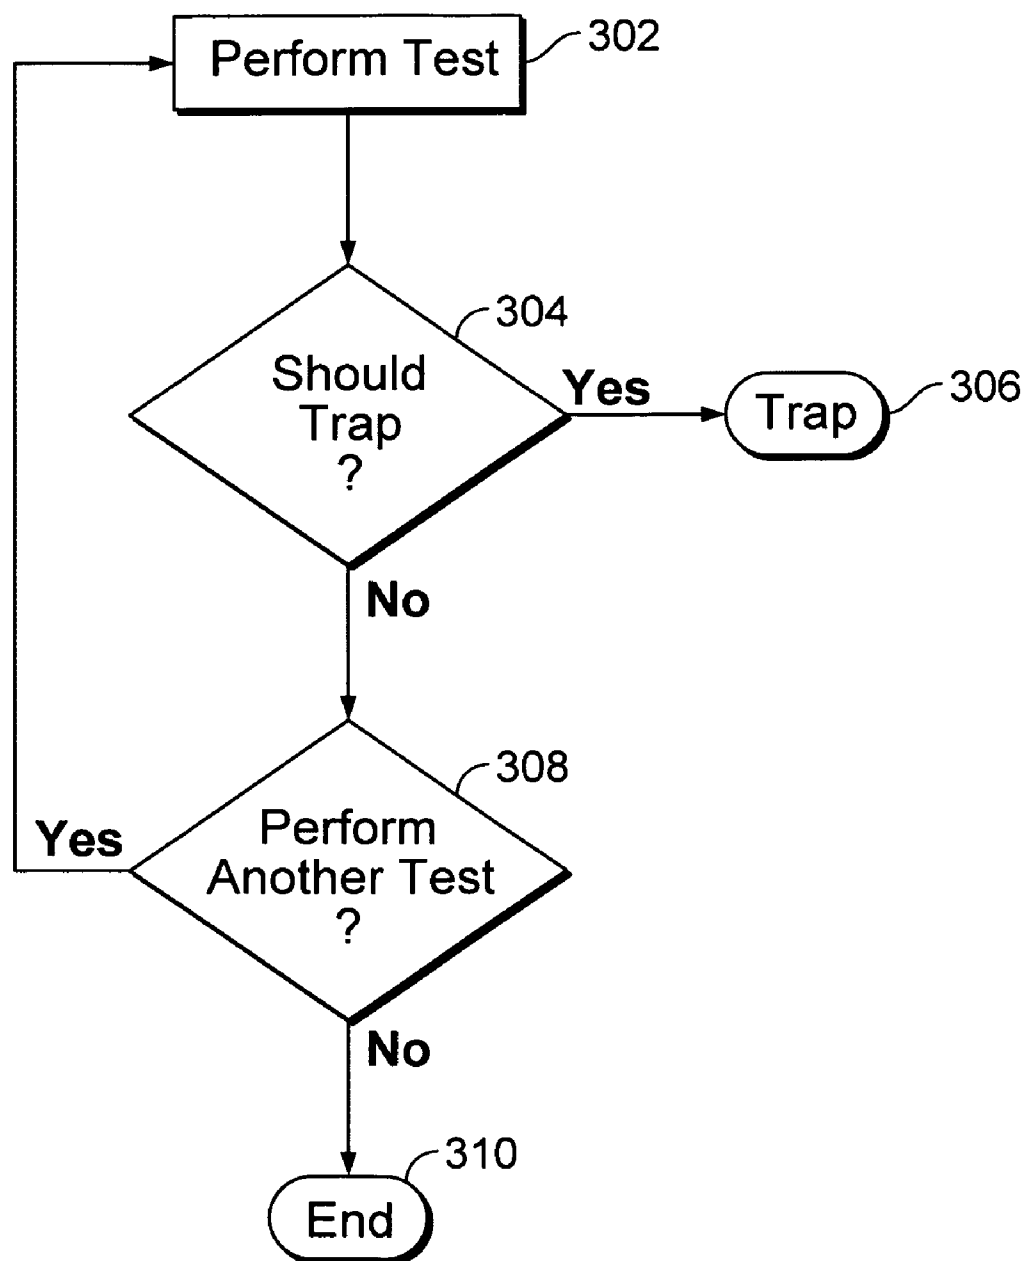 Perform Test
302
304
Should
Trap
?
Yes
Trap
306
No
308
Perform
Another Test
?
Yes
No
310
End